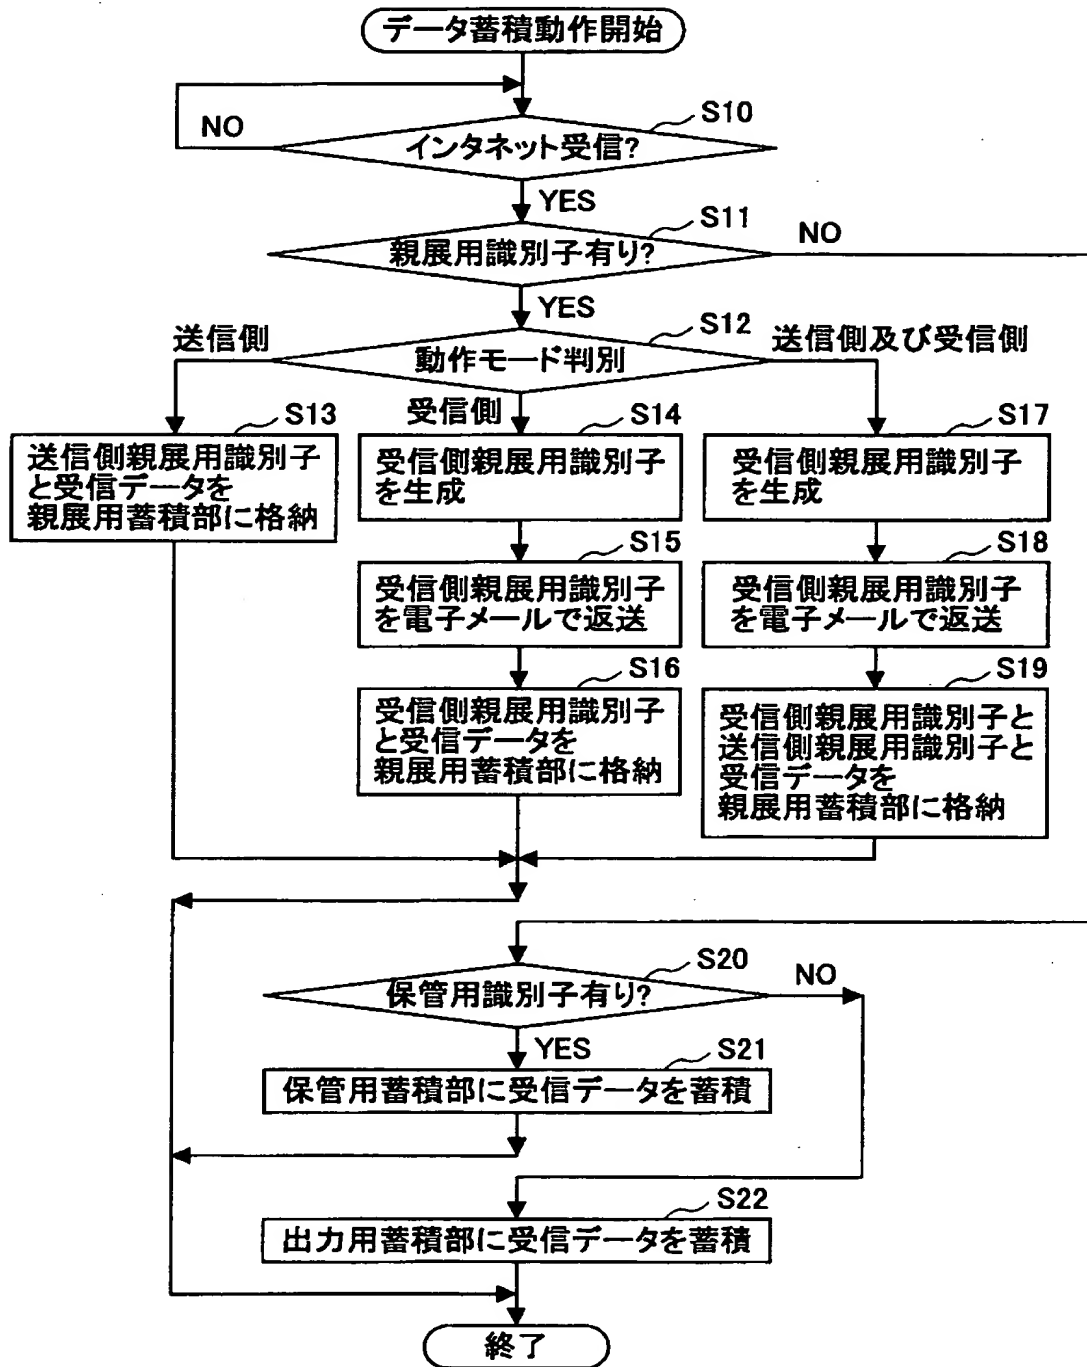 データ蓄積動作開始
S10
NO
インタネット受信?
YES
S11
NO
親展用識別子有り?
YES
S12
送信側
送信側及び受信側
動作モード判別
受信側
S13
送信側親展用識別子
と受信データを
親展用蓄積部に格納
S14
受信側親展用識別子
を生成
S17
受信側親展用識別子
を生成
S15
受信側親展用識別子
を電子メールで返送
S18
受信側親展用識別子
を電子メールで返送
S16
受信側親展用識別子
と受信データを
親展用蓄積部に格納
S19
受信側親展用識別子と
送信側親展用識別子と
受信データを
親展用蓄積部に格納
S20
NO
保管用識別子有り?
YES
S21
保管用蓄積部に受信データを蓄積
S22
出力用蓄積部に受信データを蓄積
終了